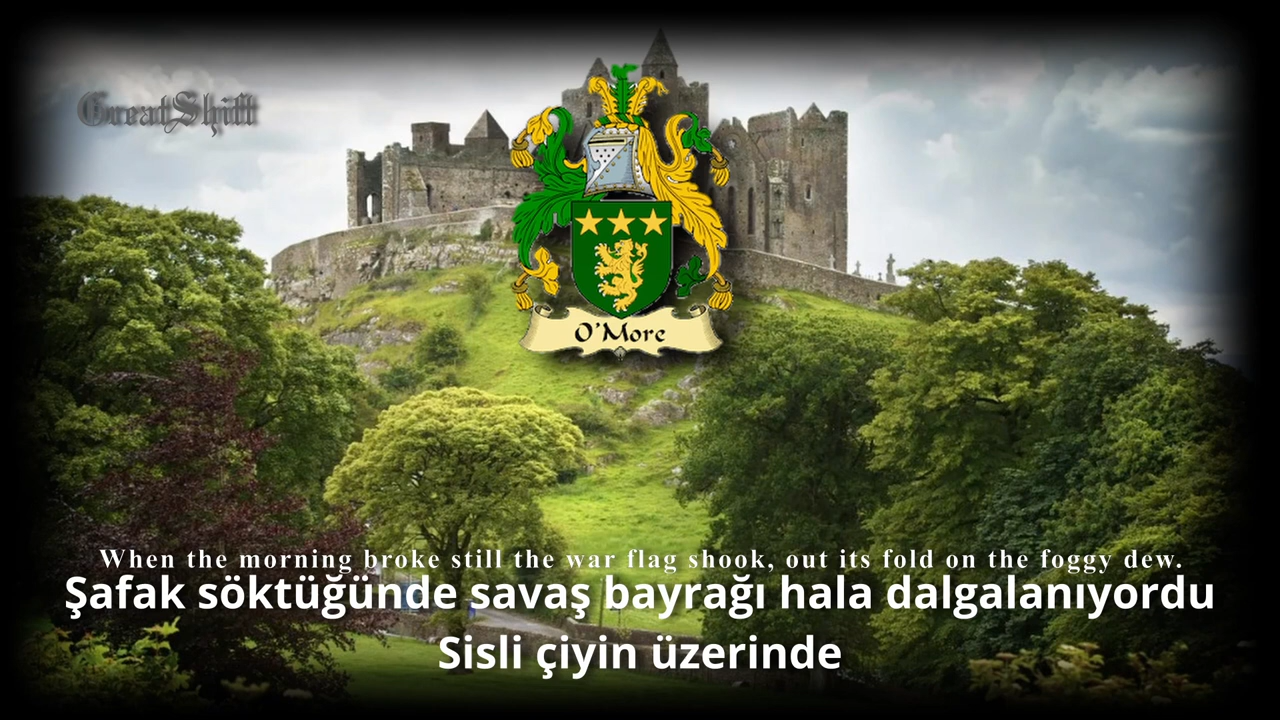 GreatShift
O'More
When the morning broke still the war flag shook, out its fold on the foggy dew.
Şafak söktüğünde savaş bayrağı hala dalgalanıyordu
Sisli çiyin üzerinde